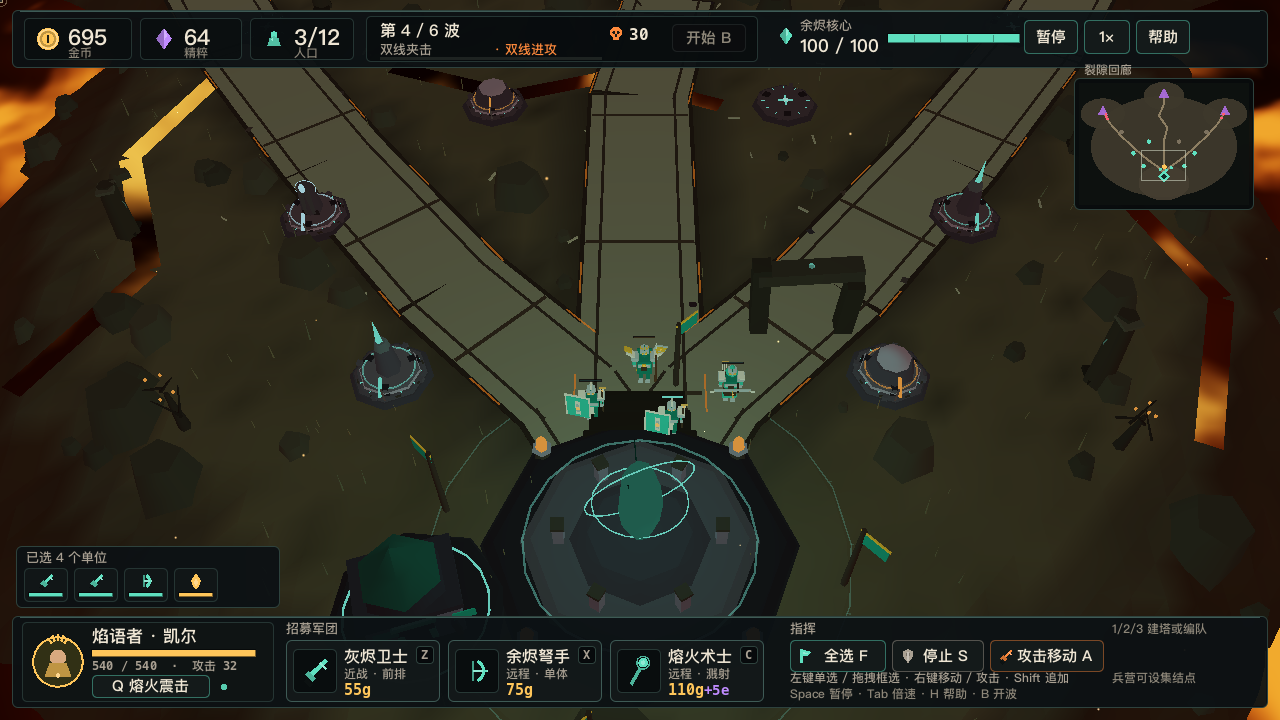 695
金币
64
精粹
3/12
人口
第 4 / 6 波
双线夹击
· 双线进攻
30
开始 B
余烬核心
100 / 100
暂停
1×
帮助
裂隙回廊
已选 4 个单位
焰语者 · 凯尔
540 / 540 · 攻击 32
Q 熔火震击
招募军团
灰烬卫士
Z
近战 · 前排
55g
余烬弩手
X
远程 · 单体
75g
熔火术士
C
远程 · 溅射
110g+5e
指挥
1/2/3 建塔或编队
全选 F
停止 S
攻击移动 A
左键单选 / 拖拽框选 · 右键移动 / 攻击 · Shift 追加
兵营可设集结点
Space 暂停 · Tab 倍速 · H 帮助 · B 开波